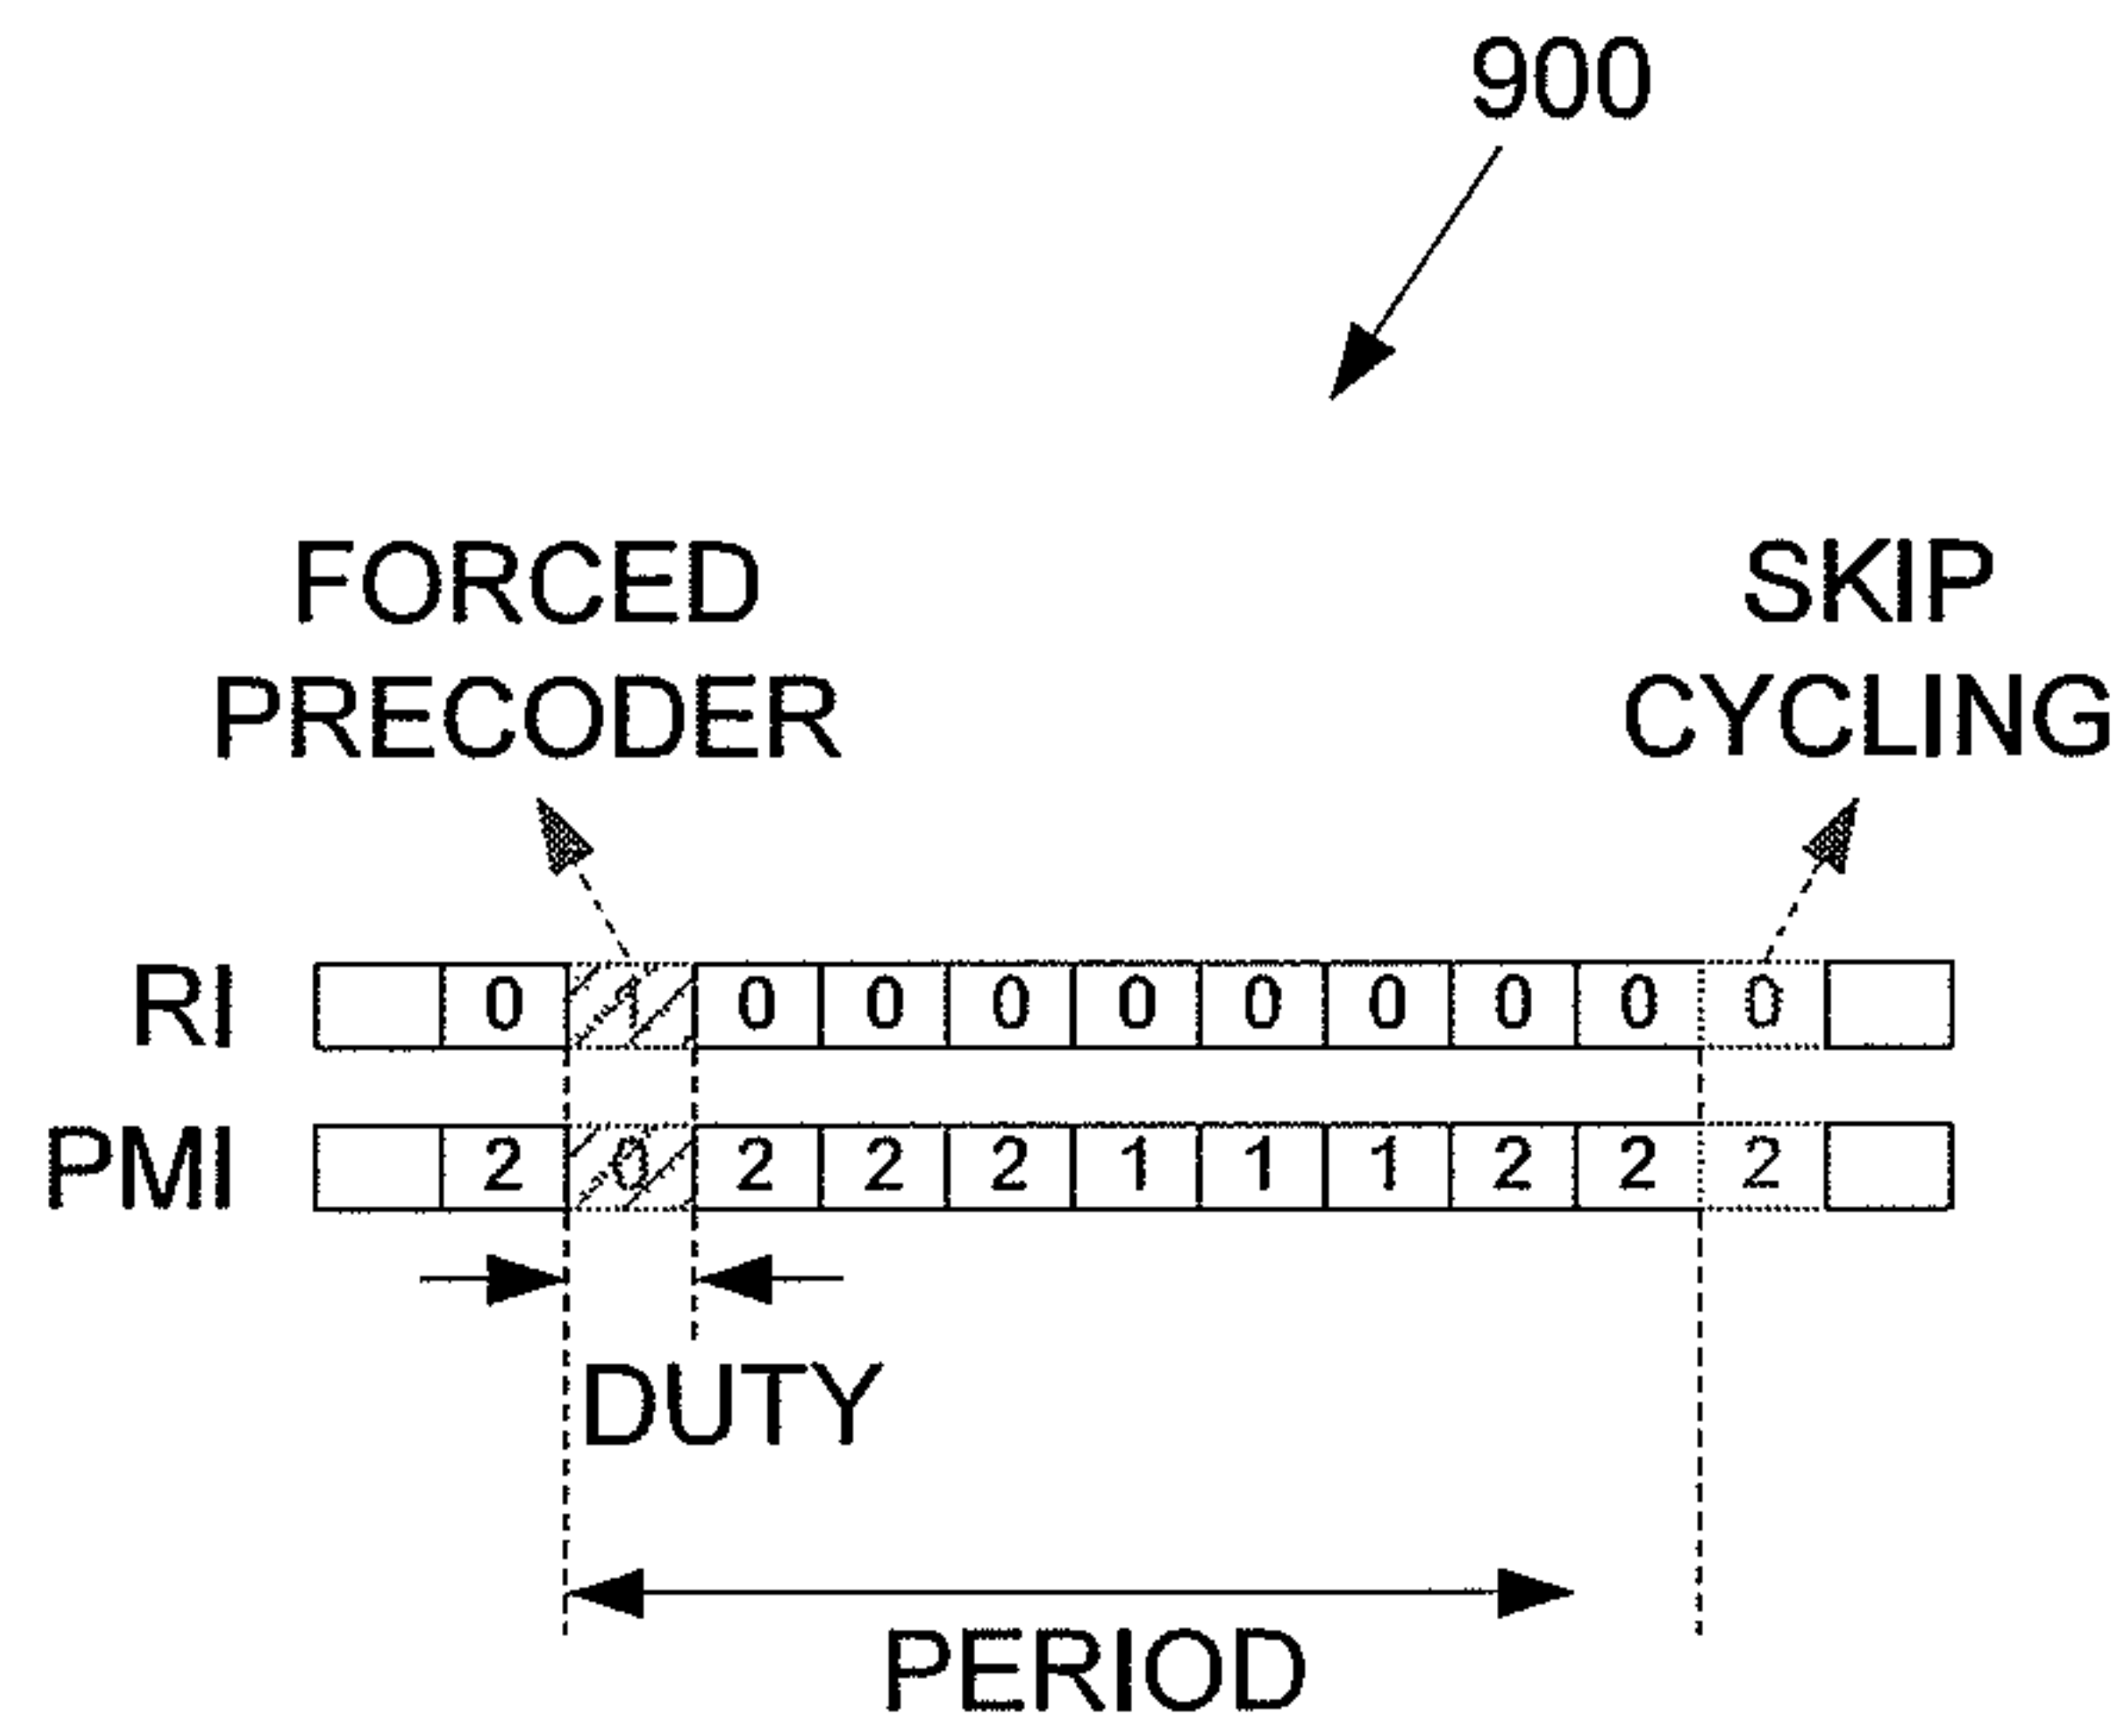 900
FORCED
PRECODER
SKIP
CYCLING
RI 0 1 0 0 0 0 0 0 0 0 0
PMI 2 0 2 2 2 1 1 1 2 2 2
DUTY
PERIOD